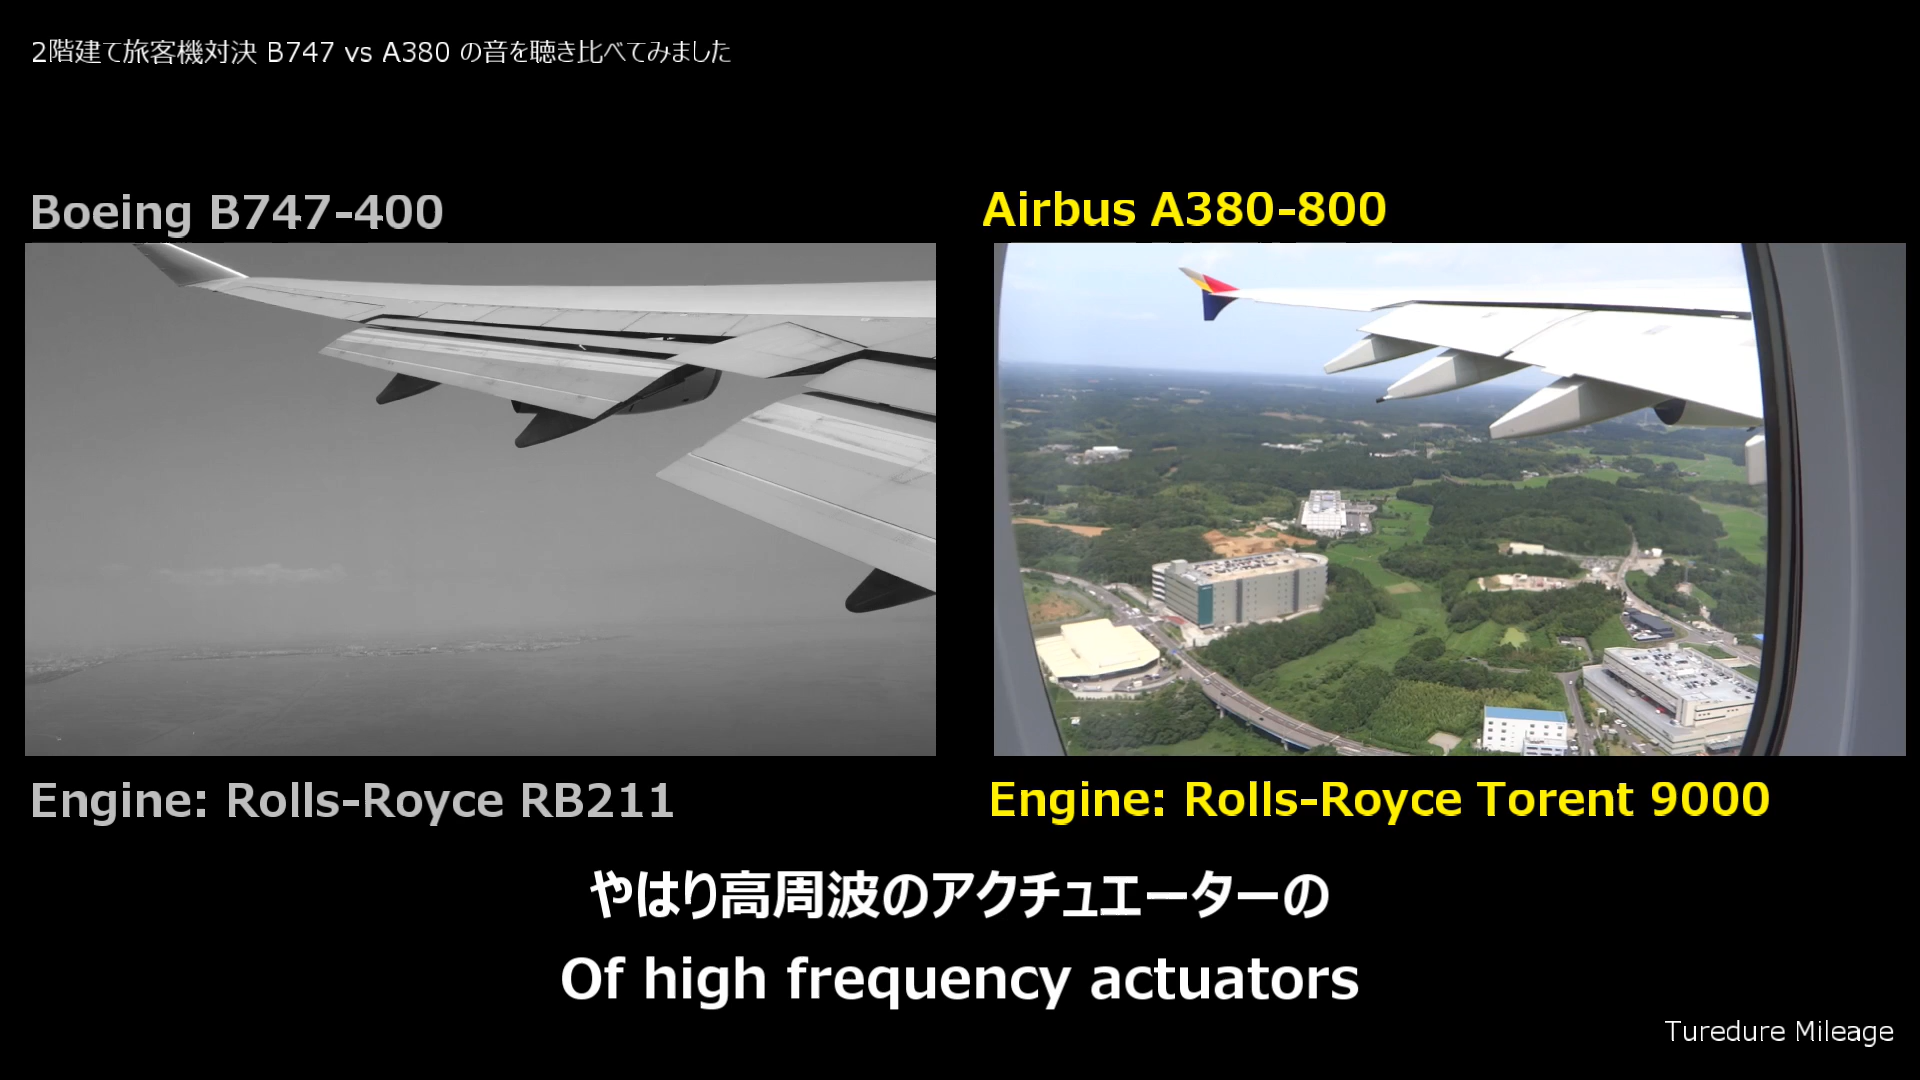 2階建て旅客機対決 B747 vs A380 の音を聴き比べてみました
Boeing B747-400
Airbus A380-800
Engine: Rolls-Royce RB211
Engine: Rolls-Royce Torent 9000
やはり高周波のアクチュエーターの
Of high frequency actuators
Turedure Mileage